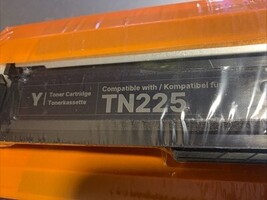 Y
Toner Cartridge
Tonerkassette
Compatible with / Kompatibel für
TN225